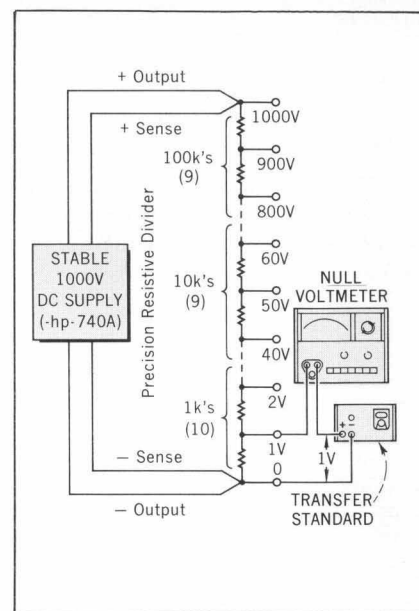 + Output
+ Sense
1000V
100k's
(9)
900V
800V
Precision Resistive Divider
STABLE
1000V
DC SUPPLY
(-hp-740A)
60V
10k's
(9)
50V
40V
NULL
VOLTMETER
2V
1k's
(10)
1V
0
+ −
1V
− Sense
− Output
TRANSFER
STANDARD